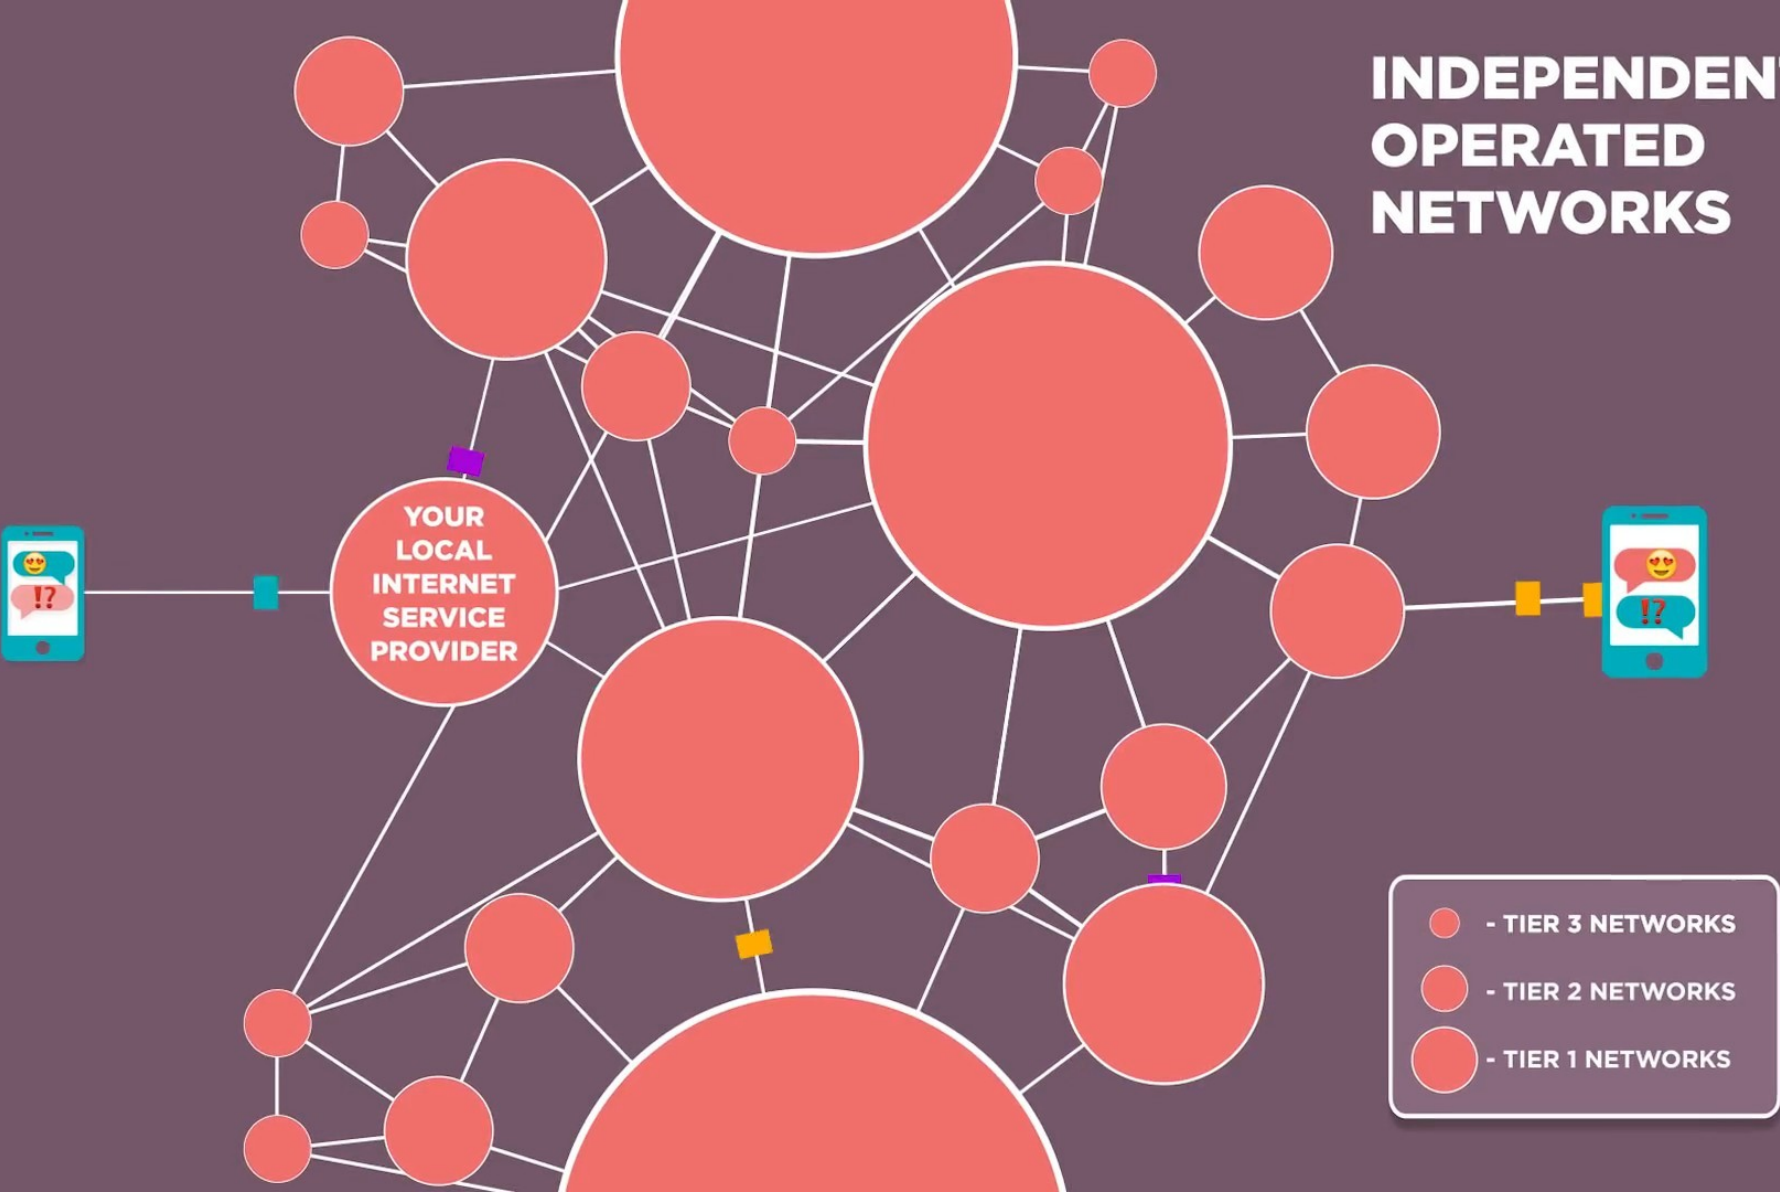 INDEPENDENT
OPERATED
NETWORKS
YOUR
LOCAL
INTERNET
SERVICE
PROVIDER
!?
!?
- TIER 3 NETWORKS
- TIER 2 NETWORKS
- TIER 1 NETWORKS